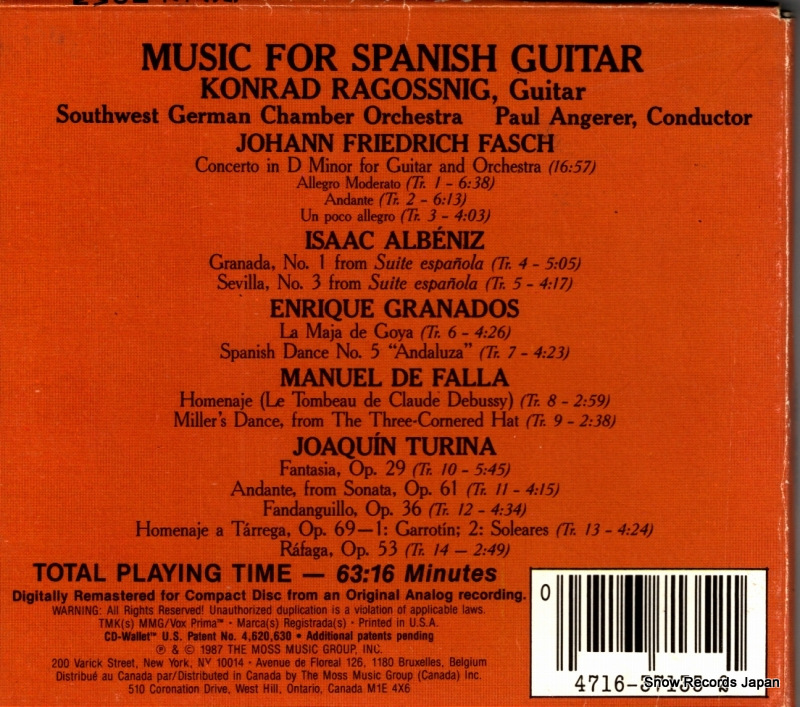 MUSIC FOR SPANISH GUITAR
KONRAD RAGOSSNIG, Guitar
Southwest German Chamber Orchestra Paul Angerer, Conductor
JOHANN FRIEDRICH FASCH
Concerto in D Minor for Guitar and Orchestra (16:57)
Allegro Moderato (Tr. 1 - 6:38)
Andante (Tr. 2 - 6:13)
Un poco allegro (Tr. 3 - 4:03)
ISAAC ALBÉNIZ
Granada, No. 1 from Suite española (Tr. 4 - 5:05)
Sevilla, No. 3 from Suite española (Tr. 5 - 4:17)
ENRIQUE GRANADOS
La Maja de Goya (Tr. 6 - 4:26)
Spanish Dance No. 5 "Andaluza" (Tr. 7 - 4:23)
MANUEL DE FALLA
Homenaje (Le Tombeau de Claude Debussy) (Tr. 8 - 2:59)
Miller's Dance, from The Three-Cornered Hat (Tr. 9 - 2:38)
JOAQUÍN TURINA
Fantasia, Op. 29 (Tr. 10 - 5:45)
Andante, from Sonata, Op. 61 (Tr. 11 - 4:15)
Fandanguillo, Op. 36 (Tr. 12 - 4:34)
Homenaje a Tárrega, Op. 69—1: Garrotín; 2: Soleares (Tr. 13 - 4:24)
Ráfaga, Op. 53 (Tr. 14 — 2:49)
TOTAL PLAYING TIME — 63:16 Minutes
Digitally Remastered for Compact Disc from an Original Analog recording.
WARNING: All Rights Reserved! Unauthorized duplication is a violation of applicable laws.
TMK(S) MMG/Vox Prima™ • Marca(s) Registrada(s) • Printed in U.S.A.
CD-Wallet™ U.S. Patent No. 4,620,630 • Additional patents pending
℗ & © 1987 THE MOSS MUSIC GROUP, INC.
200 Varick Street, New York, NY 10014 • Avenue de Floreal 126, 1180 Bruxelles, Belgium
Distribué au Canada par/Distributed in Canada by The Moss Music Group (Canada) Inc.
510 Coronation Drive, West Hill, Ontario, Canada M1E 4X6
0
Show Records Japan